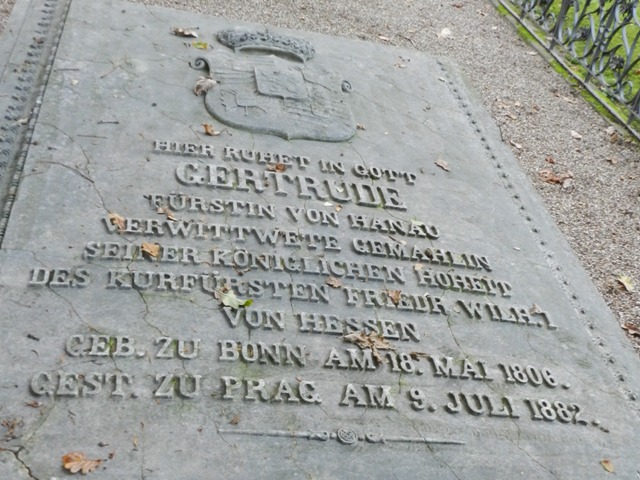 HIER RUHET IN GOTT
GERTRUDE
FÜRSTIN VON HANAU
VERWITTWETE GEMAHLIN
SEINER KÖNIGLICHEN HOHEIT
DES KURFÜRSTEN FRIEDR. WILH. I
VON HESSEN
GEB. ZU BONN AM 18. MAI 1806.
GEST. ZU PRAG AM 9. JULI 1882.